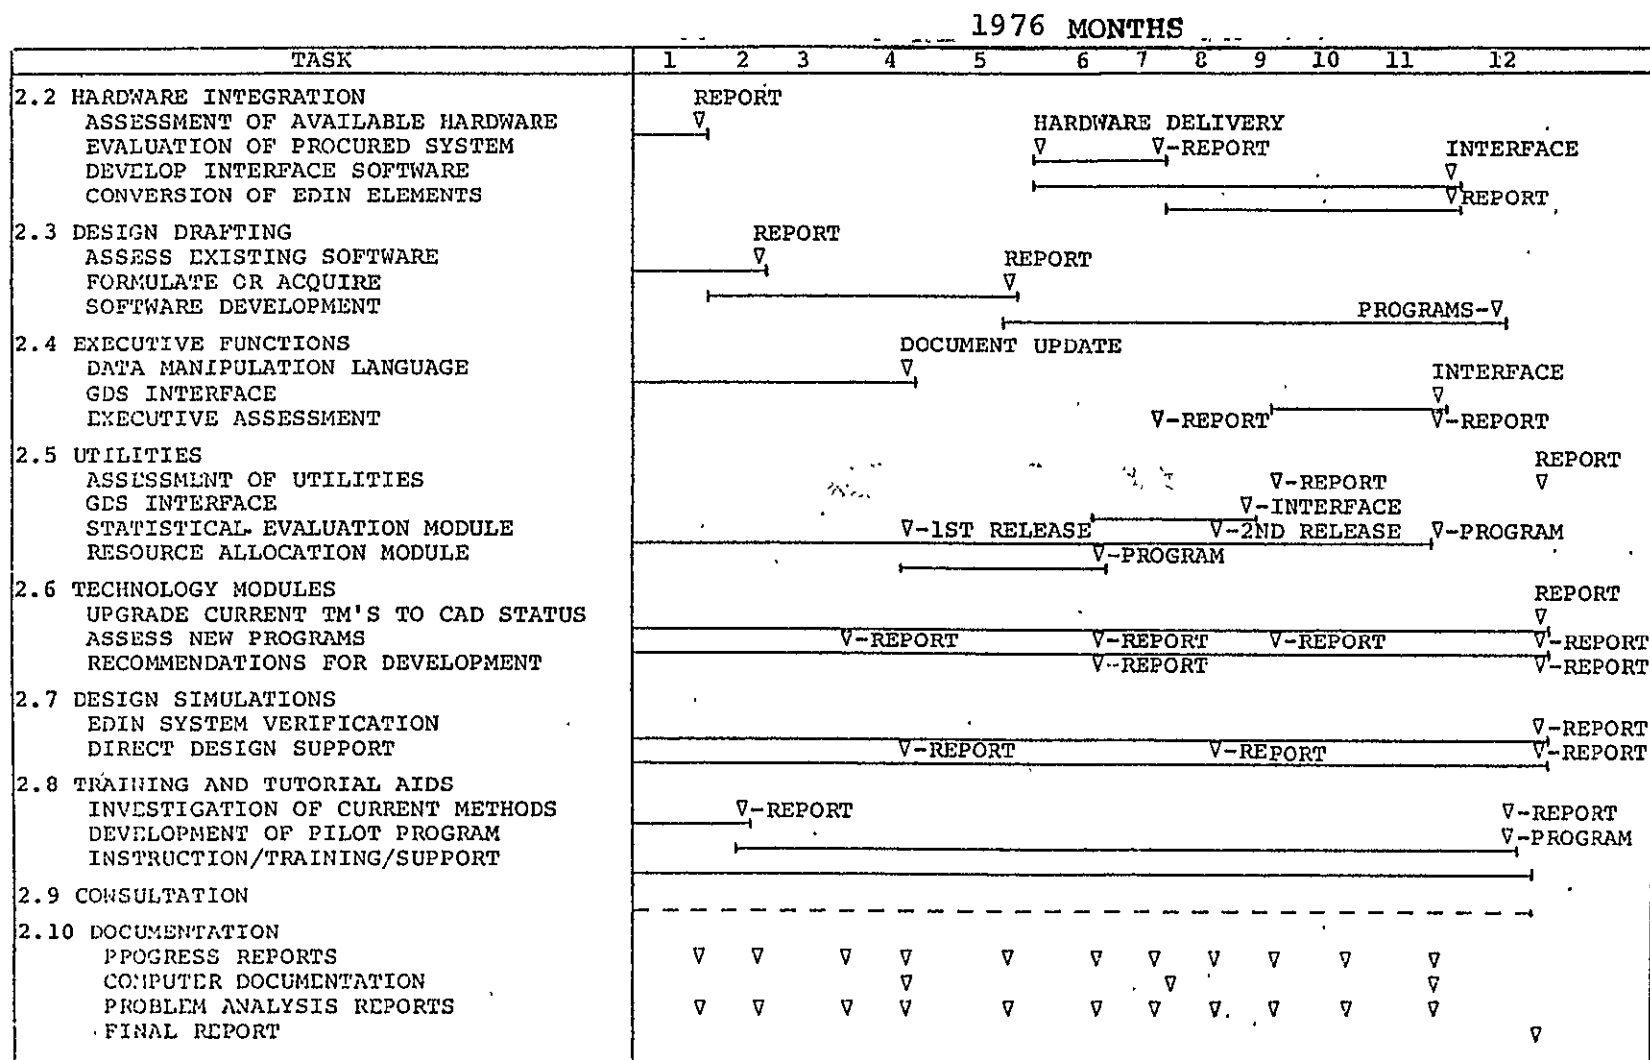 1976 MONTHS
TASK 1 2 3 4 5 6 7 8 9 10 11 12
2.2 HARDWARE INTEGRATION REPORT
ASSESSMENT OF AVAILABLE HARDWARE HARDWARE DELIVERY
EVALUATION OF PROCURED SYSTEM -REPORT INTERFACE
DEVELOP INTERFACE SOFTWARE
CONVERSION OF EDIN ELEMENTS REPORT
2.3 DESIGN DRAFTING REPORT
ASSESS EXISTING SOFTWARE REPORT
FORMULATE OR ACQUIRE
SOFTWARE DEVELOPMENT PROGRAMS-
2.4 EXECUTIVE FUNCTIONS DOCUMENT UPDATE
DATA MANIPULATION LANGUAGE INTERFACE
GDS INTERFACE
EXECUTIVE ASSESSMENT -REPORT -REPORT
2.5 UTILITIES REPORT
ASSESSMENT OF UTILITIES -REPORT
GDS INTERFACE -INTERFACE
STATISTICAL EVALUATION MODULE -1ST RELEASE -2ND RELEASE -PROGRAM
RESOURCE ALLOCATION MODULE -PROGRAM
2.6 TECHNOLOGY MODULES REPORT
UPGRADE CURRENT TM'S TO CAD STATUS
ASSESS NEW PROGRAMS -REPORT -REPORT -REPORT -REPORT
RECOMMENDATIONS FOR DEVELOPMENT -REPORT -REPORT
2.7 DESIGN SIMULATIONS
EDIN SYSTEM VERIFICATION -REPORT
DIRECT DESIGN SUPPORT -REPORT -REPORT -REPORT
2.8 TRAINING AND TUTORIAL AIDS
INVESTIGATION OF CURRENT METHODS -REPORT -REPORT
DEVELOPMENT OF PILOT PROGRAM -PROGRAM
INSTRUCTION/TRAINING/SUPPORT
2.9 CONSULTATION
2.10 DOCUMENTATION
PROGRESS REPORTS
COMPUTER DOCUMENTATION
PROBLEM ANALYSIS REPORTS
FINAL REPORT